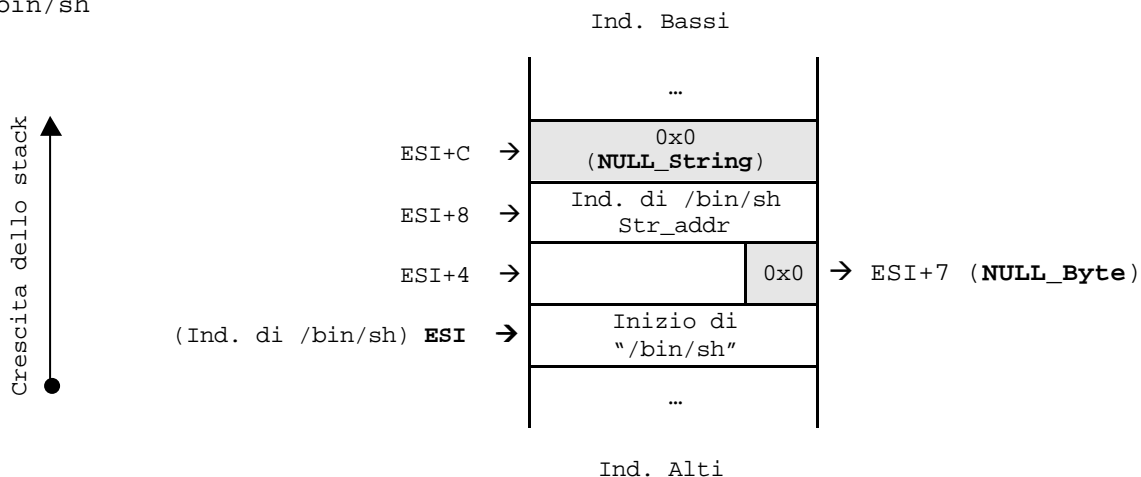 bin/sh
Ind. Bassi
…
ESI+C → 0x0
(NULL_String)
ESI+8 → Ind. di /bin/sh
Str_addr
ESI+4 → 0x0 → ESI+7 (NULL_Byte)
(Ind. di /bin/sh) ESI → Inizio di
“/bin/sh”
…
Ind. Alti
Crescita dello stack